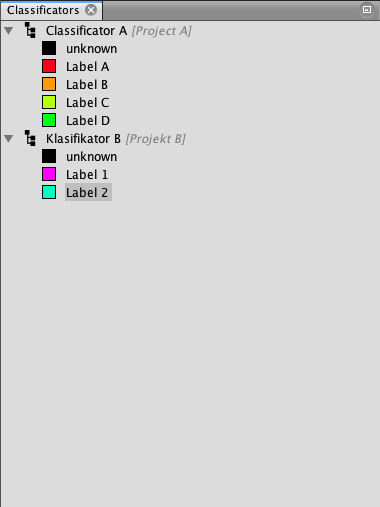 Classificators
Classificator A [Project A]
unknown
Label A
Label B
Label C
Label D
Klasifikator B [Projekt B]
unknown
Label 1
Label 2